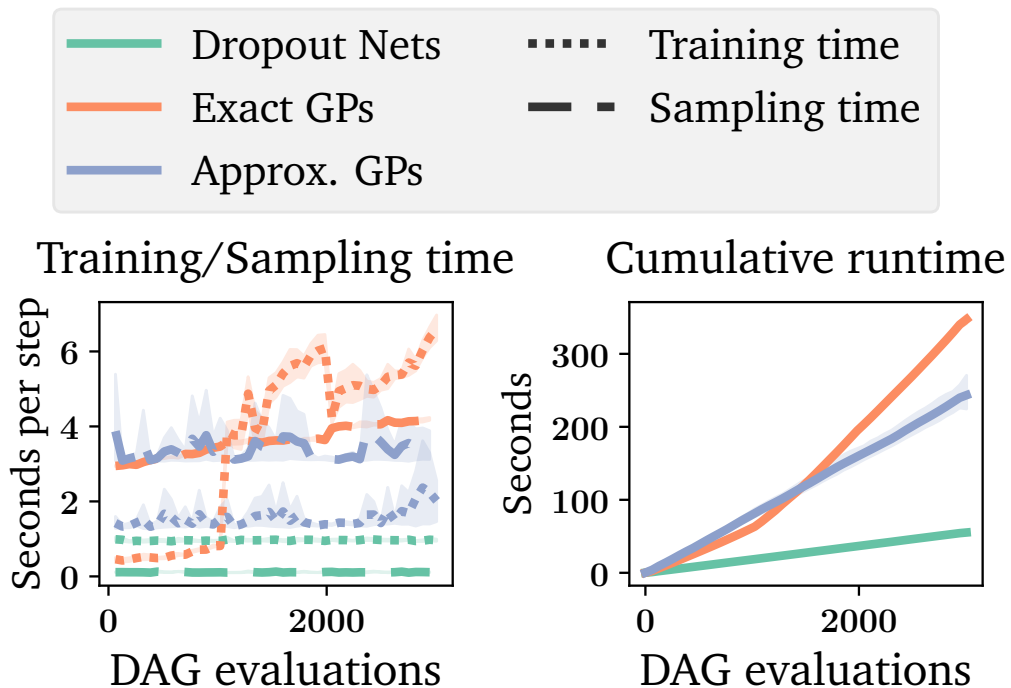 Dropout Nets
Training time
Exact GPs
Sampling time
Approx. GPs
Training/Sampling time
Cumulative runtime
Seconds per step
6
4
2
0
0
2000
DAG evaluations
Seconds
300
200
100
0
0
2000
DAG evaluations